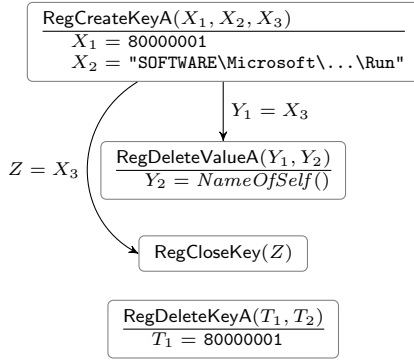 RegCreateKeyA(X₁, X₂, X₃)
X₁ = 80000001
X₂ = "SOFTWARE\Microsoft\...\Run"
Y₁ = X₃
RegDeleteValueA(Y₁, Y₂)
Y₂ = NameOfSelf()
Z = X₃
RegCloseKey(Z)
RegDeleteKeyA(T₁, T₂)
T₁ = 80000001